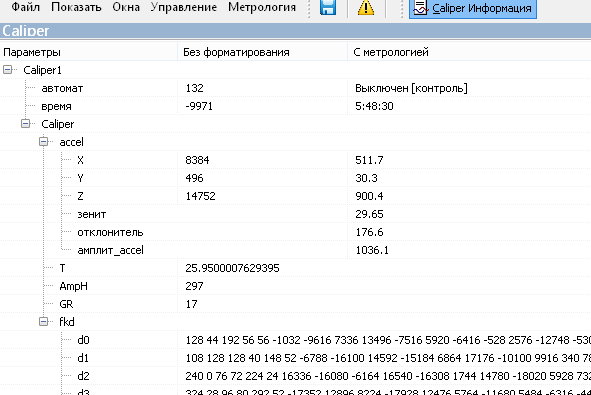 Файл Показать Окна Управление Метрология Caliper Информация
Caliper
Параметры Без форматирования С метрологией
Caliper1
автомат 132 Выключен [контроль]
время -9971 5:48:30
Caliper
accel
X 8384 511.7
Y 496 30.3
Z 14752 900.4
зенит 29.65
отклонитель 176.6
амплит_accel 1036.1
T 25.9500007629395
AmpH 297
GR 17
fkd
d0 128 44 192 56 56 -1032 -9616 7336 13496 -7516 5920 -6416 -528 2576 -12748 -530
d1 108 128 128 40 148 52 -6788 -16100 14592 -15184 6864 17176 -10100 9916 340 78
d2 240 0 76 72 224 24 16336 -16080 -6164 16540 -16308 1744 14780 -18020 5928 732
d3 324 28 96 80 292 52 -17352 12896 8224 -17928 12476 5764 -11680 5484 -6316 -44